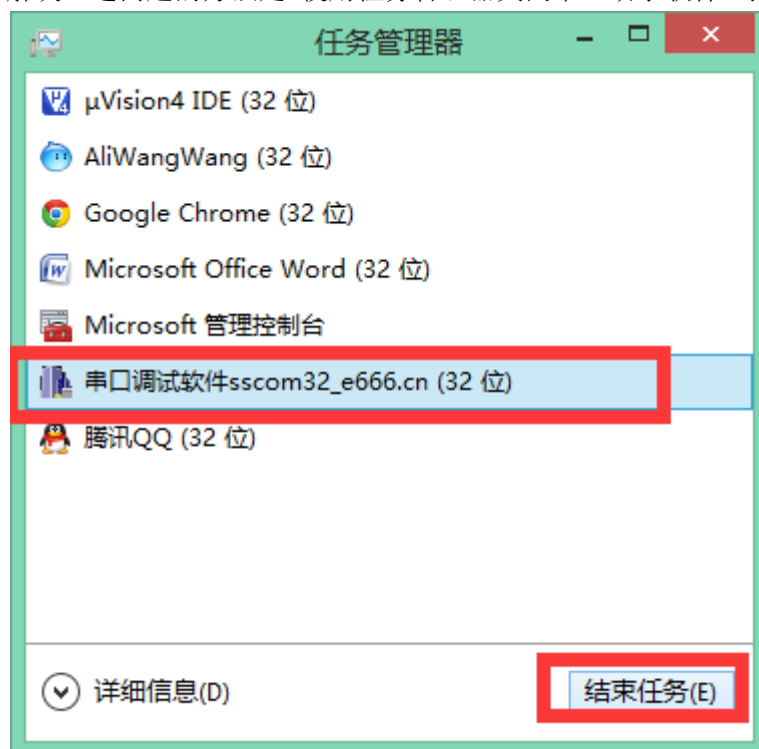 任务管理器
µVision4 IDE (32 位)
AliWangWang (32 位)
Google Chrome (32 位)
Microsoft Office Word (32 位)
Microsoft 管理控制台
串口调试软件sscom32_e666.cn (32 位)
腾讯QQ (32 位)
详细信息(D)
结束任务(E)